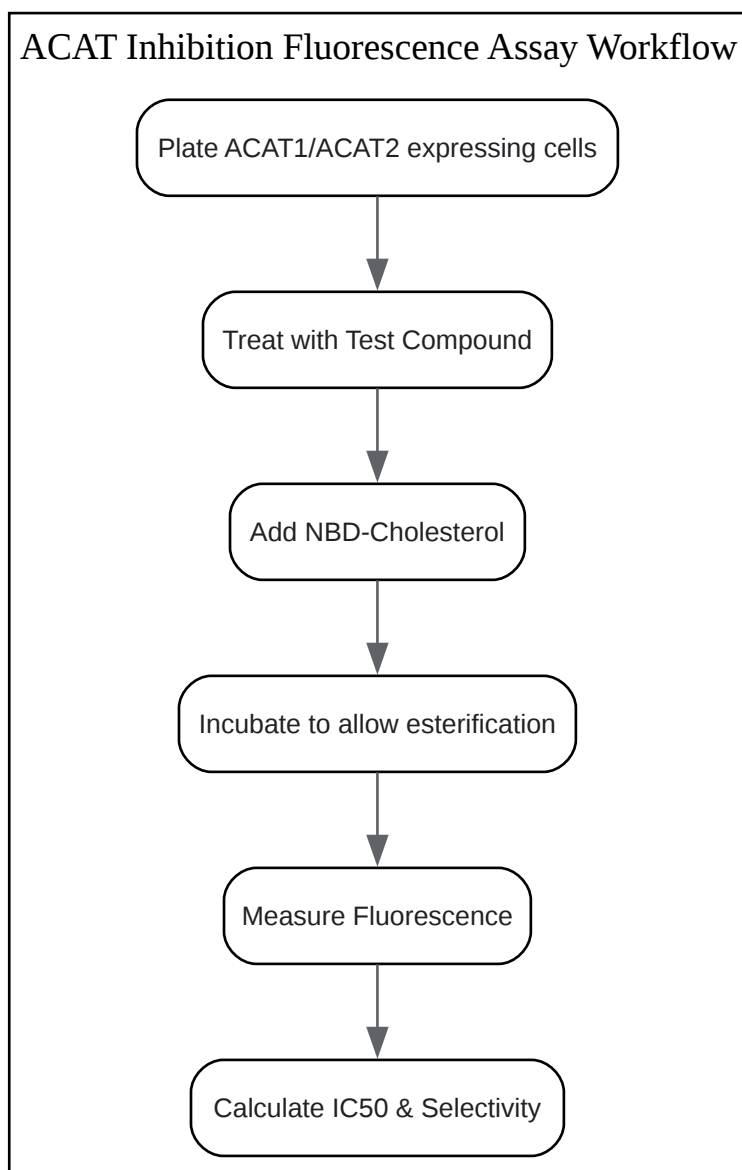 ACAT Inhibition Fluorescence Assay Workflow
Plate ACAT1/ACAT2 expressing cells
Treat with Test Compound
Add NBD-Cholesterol
Incubate to allow esterification
Measure Fluorescence
Calculate IC50 & Selectivity